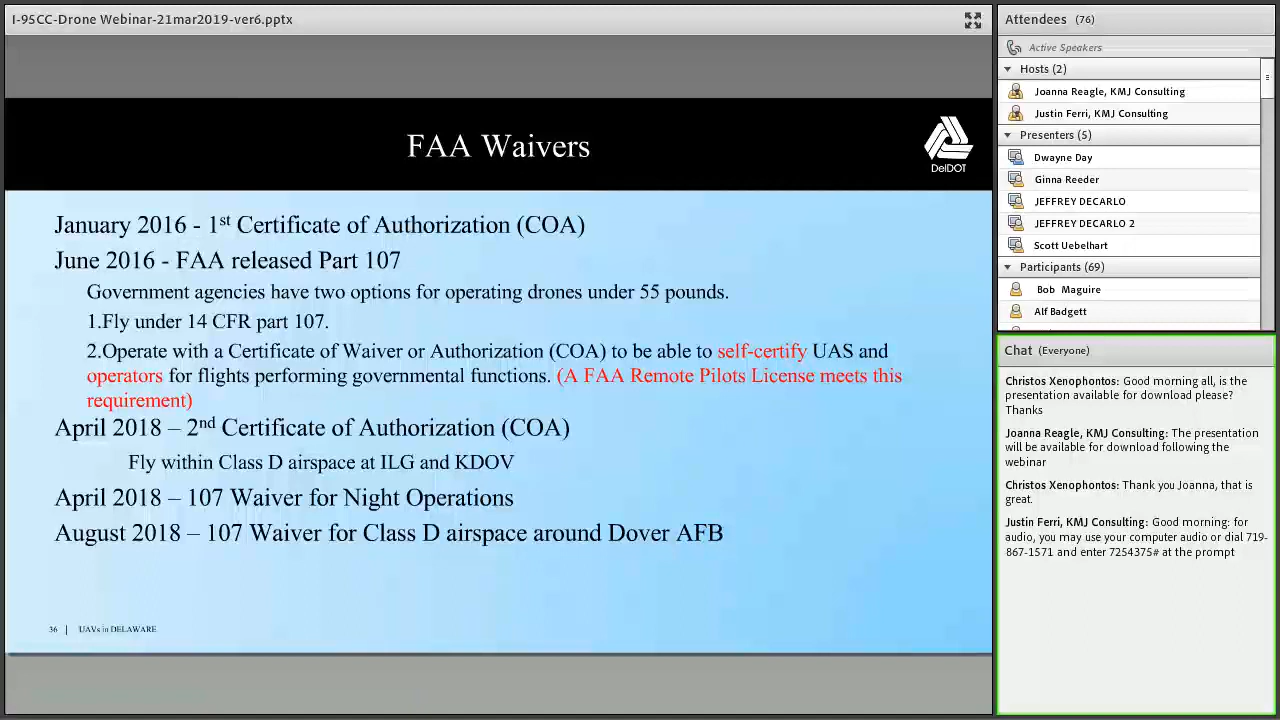 I-95CC-Drone Webinar-21mar2019-ver6.pptx
FAA Waivers
DelDOT
January 2016 - 1st Certificate of Authorization (COA)
June 2016 - FAA released Part 107
Government agencies have two options for operating drones under 55 pounds.
1.Fly under 14 CFR part 107.
2.Operate with a Certificate of Waiver or Authorization (COA) to be able to self-certify UAS and
operators for flights performing governmental functions. (A FAA Remote Pilots License meets this
requirement)
April 2018 – 2nd Certificate of Authorization (COA)
Fly within Class D airspace at ILG and KDOV
April 2018 – 107 Waiver for Night Operations
August 2018 – 107 Waiver for Class D airspace around Dover AFB
36 | UAVs in DELAWARE
Attendees (76)
Active Speakers
Hosts (2)
Joanna Reagle, KMJ Consulting
Justin Ferri, KMJ Consulting
Presenters (5)
Dwayne Day
Ginna Reeder
JEFFREY DECARLO
JEFFREY DECARLO 2
Scott Uebelhart
Participants (69)
Bob Maguire
Alf Badgett
Chat (Everyone)
Christos Xenophontos: Good morning all, is the
presentation available for download please?
Thanks
Joanna Reagle, KMJ Consulting: The presentation
will be available for download following the
webinar
Christos Xenophontos: Thank you Joanna, that is
great.
Justin Ferri, KMJ Consulting: Good morning: for
audio, you may use your computer audio or dial 719-
867-1571 and enter 7254375# at the prompt